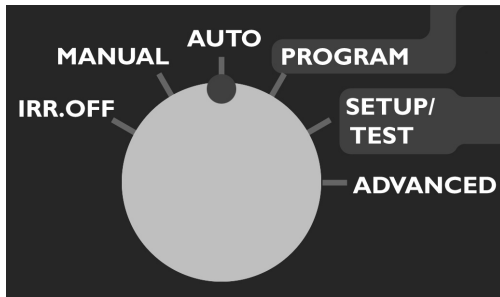 AUTO
MANUAL
PROGRAM
IRR.OFF
SETUP/
TEST
ADVANCED